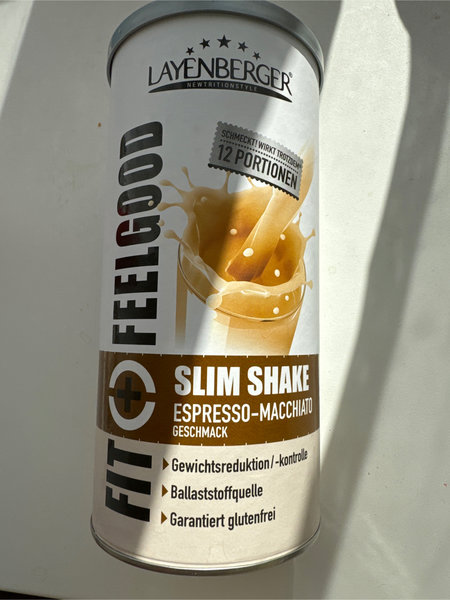 LAYENBERGER®
NEWTRITIONSTYLE
SCHMECKT! WIRKT TROTZDEM!
12 PORTIONEN
FIT + FEELGOOD
SLIM SHAKE
ESPRESSO-MACCHIATO
GESCHMACK
Gewichtsreduktion/-kontrolle
Ballaststoffquelle
Garantiert glutenfrei